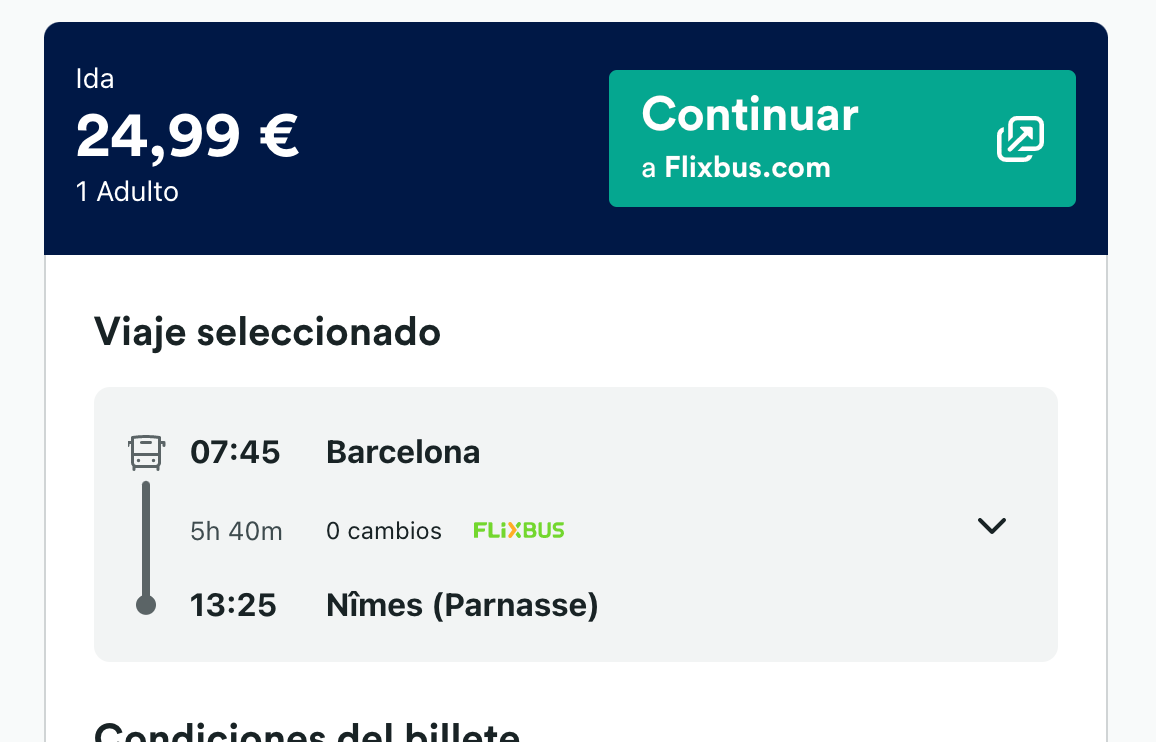 Ida
24,99 €
1 Adulto
Continuar
a Flixbus.com
Viaje seleccionado
07:45 Barcelona
5h 40m 0 cambios FLiXBUS
13:25 Nîmes (Parnasse)
Condiciones del billete